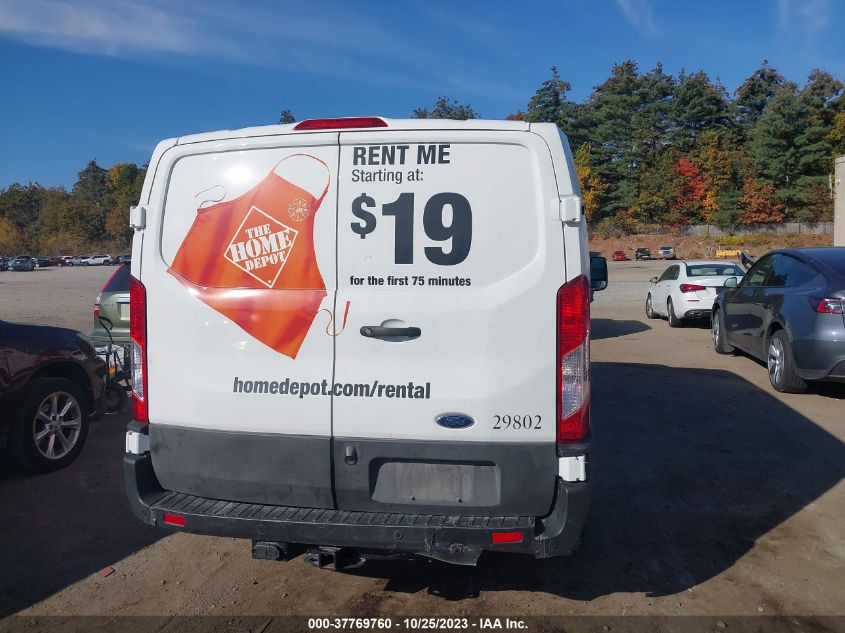 RENT ME
Starting at:
$19
for the first 75 minutes
THE
HOME
DEPOT
homedepot.com/rental
Ford
29802
000-37769760 - 10/25/2023 - IAA Inc.